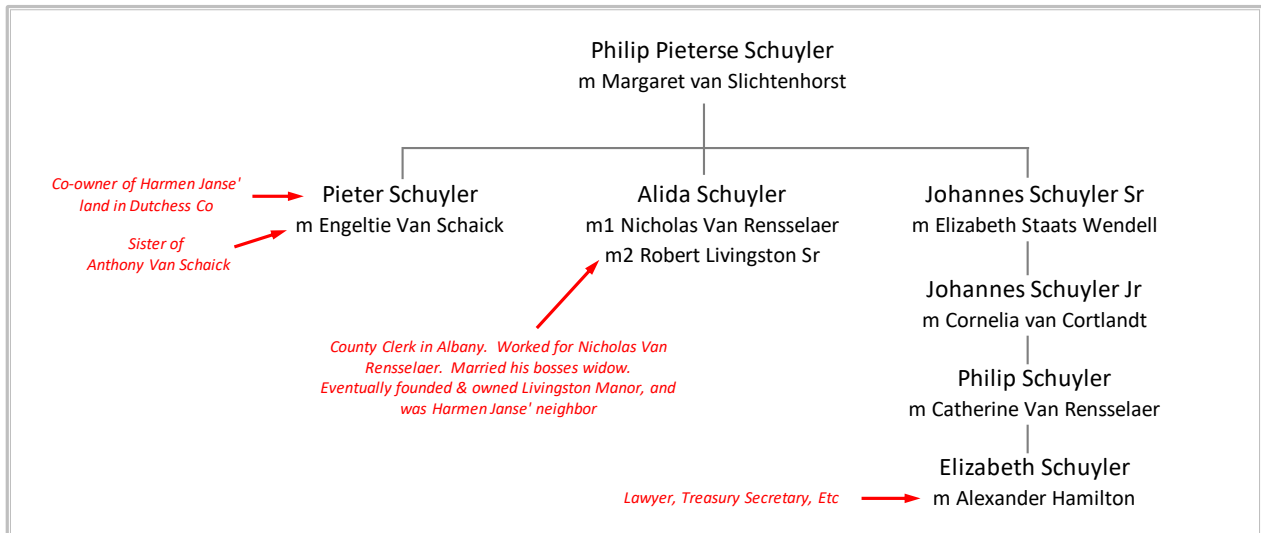 Philip Pieterse Schuyler
m Margaret van Slichtenhorst
Co-owner of Harmen Janse'
land in Dutchess Co
Pieter Schuyler
m Engeltie Van Schaick
Sister of
Anthony Van Schaick
Alida Schuyler
m1 Nicholas Van Rensselaer
m2 Robert Livingston Sr
County Clerk in Albany. Worked for Nicholas Van
Rensselaer. Married his bosses widow.
Eventually founded & owned Livingston Manor, and
was Harmen Janse' neighbor
Johannes Schuyler Sr
m Elizabeth Staats Wendell
Johannes Schuyler Jr
m Cornelia van Cortlandt
Philip Schuyler
m Catherine Van Rensselaer
Elizabeth Schuyler
m Alexander Hamilton
Lawyer, Treasury Secretary, Etc